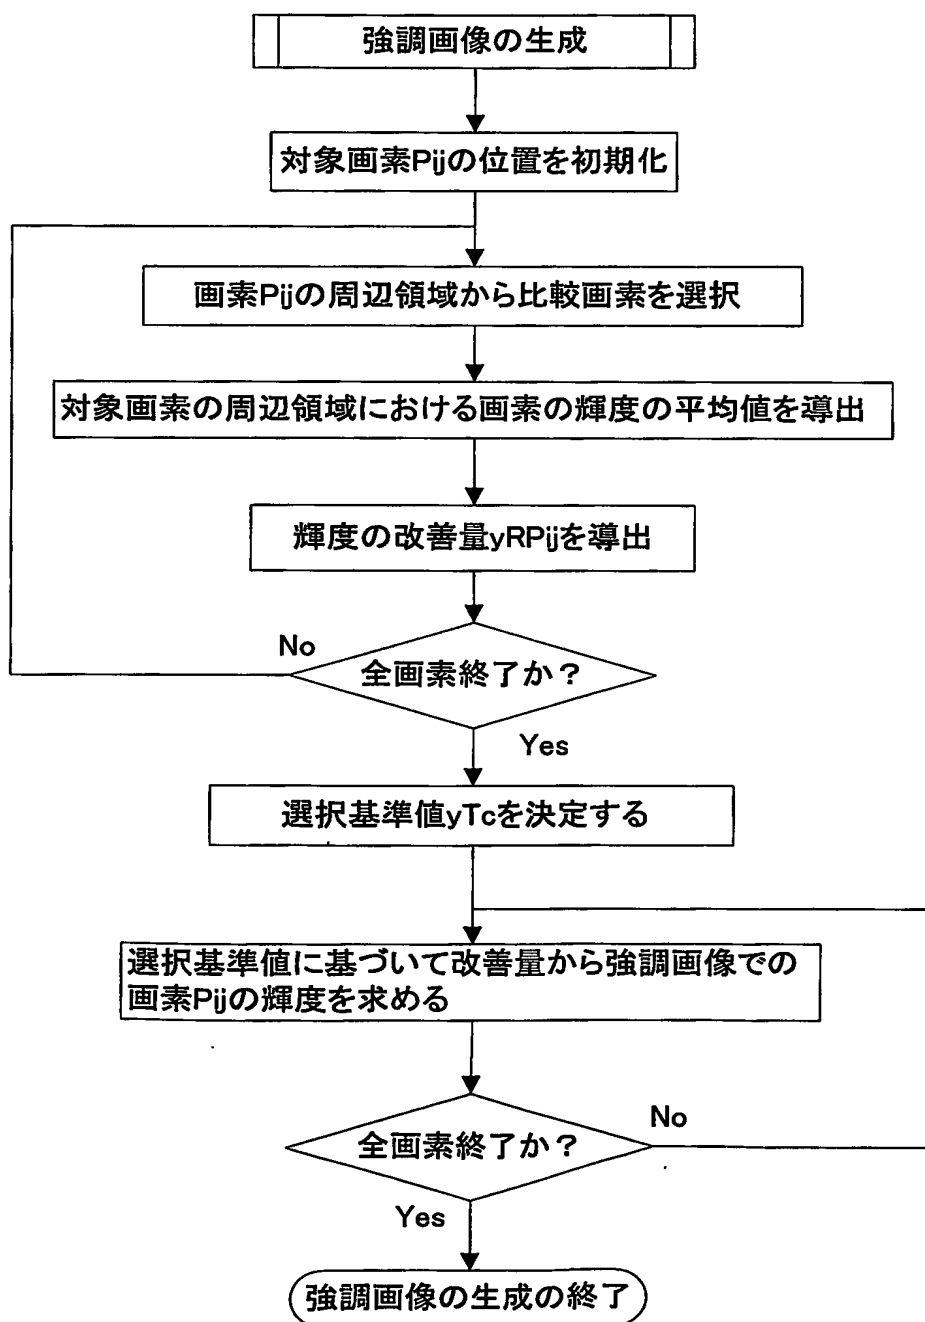 強調画像の生成
対象画素Pijの位置を初期化
画素Pijの周辺領域から比較画素を選択
対象画素の周辺領域における画素の輝度の平均値を導出
輝度の改善量yRPijを導出
No
全画素終了か?
Yes
選択基準値yTcを決定する
選択基準値に基づいて改善量から強調画像での
画素Pijの輝度を求める
No
全画素終了か?
Yes
強調画像の生成の終了